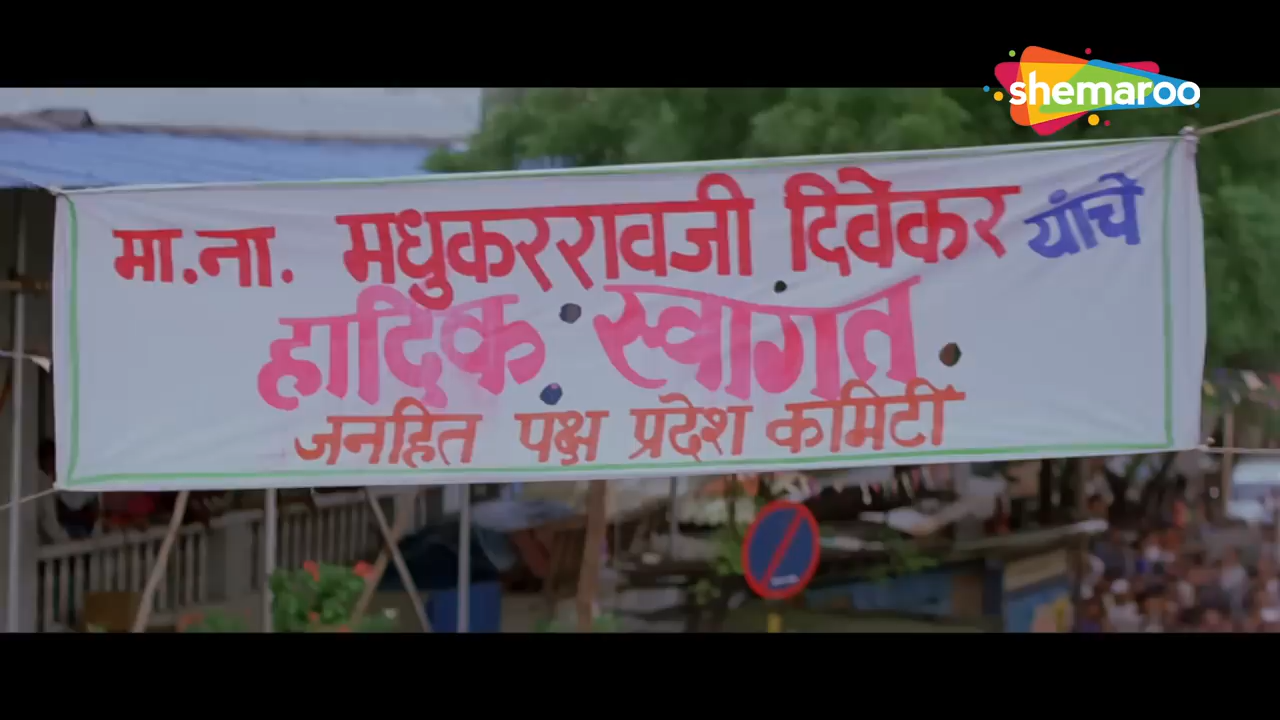 shemaroo
मा.ना. मधुकररावजी दिवेकर यांचे
हादिक स्वागत
जनहित पक्ष प्रदेश कमिटी